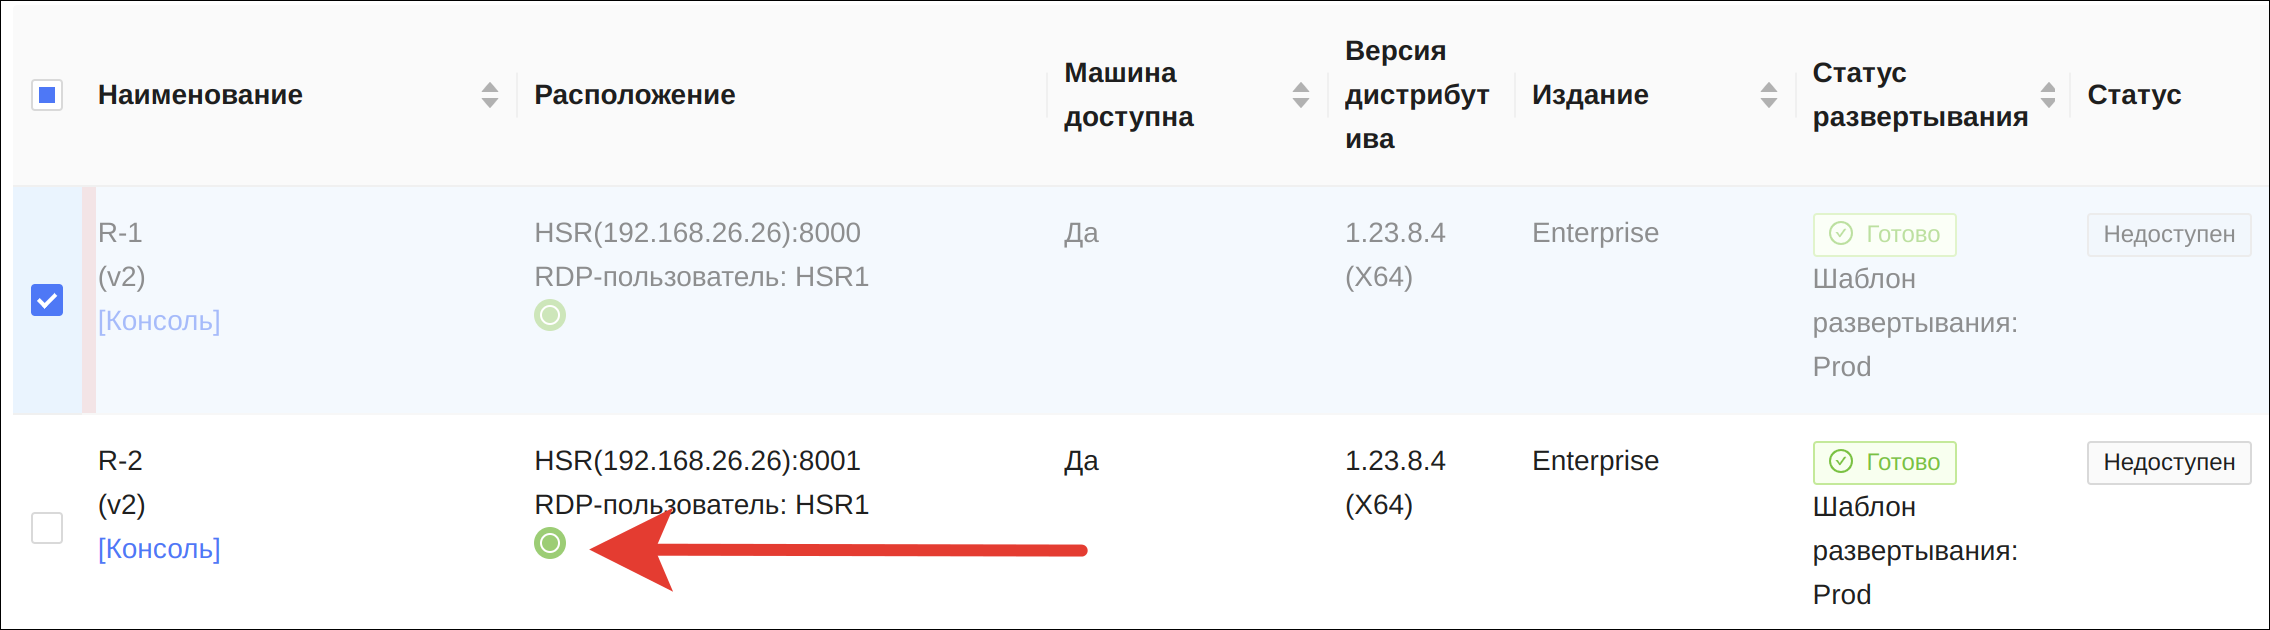 Наименование
Расположение
Машина
доступна
Версия
дистрибут
ива
Издание
Статус
развертывания
Статус
R-1
(v2)
[Консоль]
HSR(192.168.26.26):8000
RDP-пользователь: HSR1
Да
1.23.8.4
(X64)
Enterprise
Готово
Шаблон
развертывания:
Prod
Недоступен
R-2
(v2)
[Консоль]
HSR(192.168.26.26):8001
RDP-пользователь: HSR1
Да
1.23.8.4
(X64)
Enterprise
Готово
Шаблон
развертывания:
Prod
Недоступен